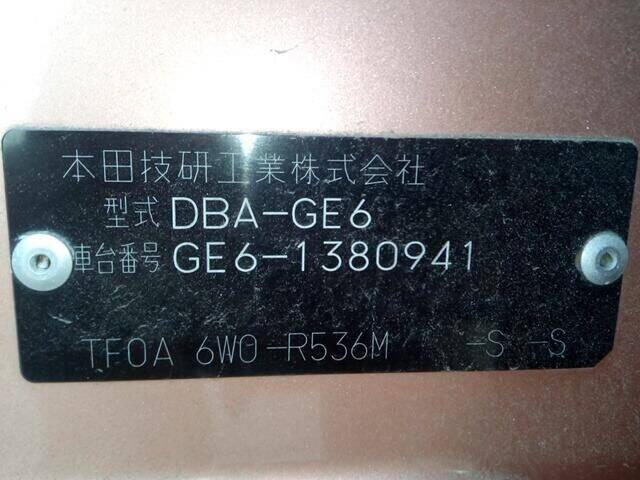 本田技研工業株式会社
型式 DBA-GE6
車台番号 GE6-1380941
TF0A 6W0-R536M -S -S